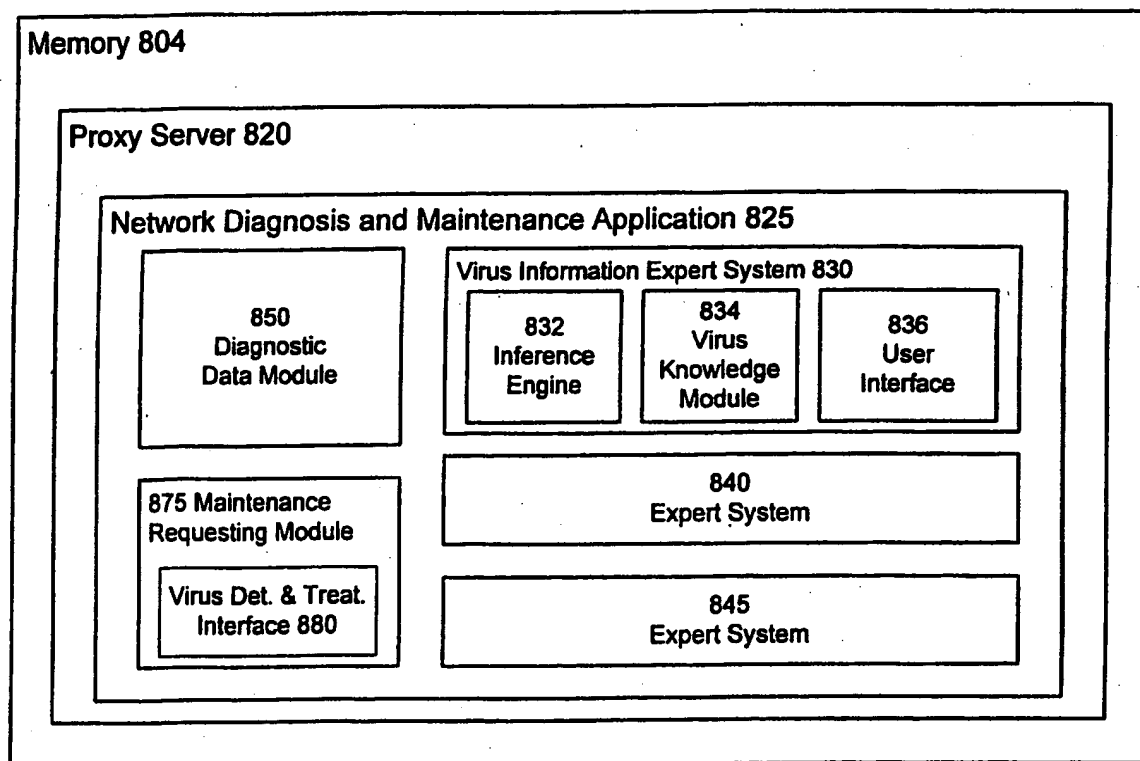 Memory 804
Proxy Server 820
Network Diagnosis and Maintenance Application 825
850
Diagnostic
Data Module
Virus Information Expert System 830
832
Inference
Engine
834
Virus
Knowledge
Module
836
User
Interface
875 Maintenance
Requesting Module
Virus Det. & Treat.
Interface 880
840
Expert System
845
Expert System